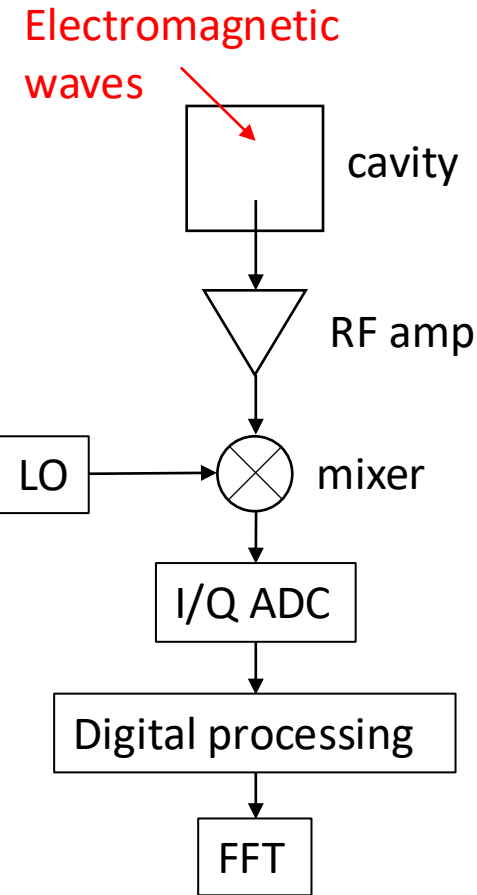 Electromagnetic
waves
cavity
RF amp
LO
mixer
I/Q ADC
Digital processing
FFT